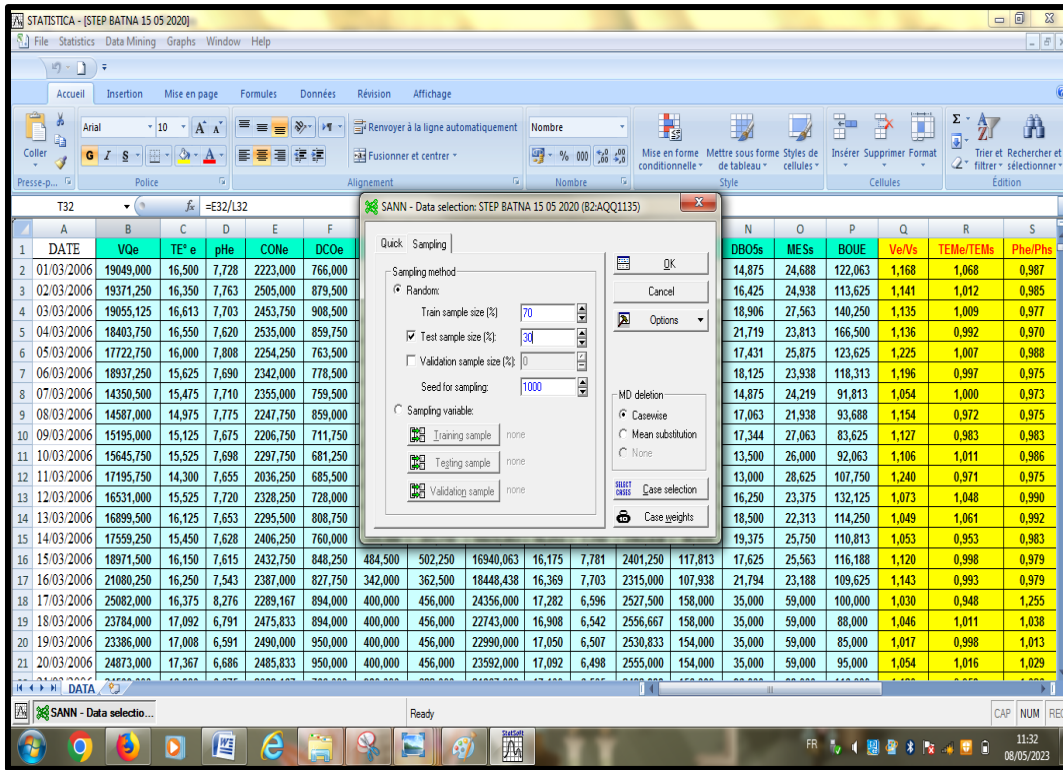 STATISTICA - [STEP BATNA 15 05 2020]
File Statistics Data Mining Graphs Window Help
Accueil Insertion Mise en page Formules Données Révision Affichage
Arial 10 Renvoyer à la ligne automatiquement Nombre
Coller G I S Fusionner et centrer % 000 Mise en forme conditionnelle Mettre sous forme de tableau Styles de cellules Insérer Supprimer Format Trier et filtrer Rechercher et sélectionner
Presse-p... Police Alignement Nombre Style Cellules Édition
T32 fx =E32/L32
SANN - Data selection: STEP BATNA 15 05 2020 (B2:AQQ1135)
Quick Sampling
Sampling method
Random:
Train sample size (%) 70
Test sample size (%): 30
Validation sample size (%): 0
Seed for sampling: 1000
Sampling variable:
Training sample none
Testing sample none
Validation sample none
OK
Cancel
Options
MD deletion
Casewise
Mean substitution
None
SELECT CASES Case selection
Case weights
A B C D E F N O P Q R S
1 DATE VQe TE° e pHe CONe DCOe DBO5s MESs BOUE Ve/Vs TEMe/TEMs Phe/Phs
2 01/03/2006 19049,000 16,500 7,728 2223,000 766,000 14,875 24,688 122,063 1,168 1,068 0,987
3 02/03/2006 19371,250 16,350 7,763 2505,000 879,500 16,425 24,938 113,625 1,141 1,012 0,985
4 03/03/2006 19055,125 16,613 7,703 2453,750 908,500 18,906 27,563 140,250 1,135 1,009 0,977
5 04/03/2006 18403,750 16,550 7,620 2535,000 859,750 21,719 23,813 166,500 1,136 0,992 0,970
6 05/03/2006 17722,750 16,000 7,808 2254,250 763,500 17,431 25,875 123,625 1,225 1,007 0,988
7 06/03/2006 18937,250 15,625 7,690 2342,000 778,500 18,125 23,938 118,313 1,196 0,997 0,975
8 07/03/2006 14350,500 15,475 7,710 2355,000 759,500 14,875 24,219 91,813 1,054 1,000 0,973
9 08/03/2006 14587,000 14,975 7,775 2247,750 859,000 17,063 21,938 93,688 1,154 0,972 0,975
10 09/03/2006 15195,000 15,125 7,675 2206,750 711,750 17,344 27,063 83,625 1,127 0,983 0,983
11 10/03/2006 15645,750 15,525 7,698 2297,750 681,250 13,500 26,000 92,063 1,106 1,011 0,986
12 11/03/2006 17195,750 14,300 7,655 2036,250 685,500 13,000 28,625 107,750 1,240 0,971 0,975
13 12/03/2006 16531,000 15,525 7,720 2328,250 728,000 16,250 23,375 132,125 1,073 1,048 0,990
14 13/03/2006 16899,500 16,125 7,653 2295,500 808,750 18,500 22,313 114,250 1,049 1,061 0,992
15 14/03/2006 17559,250 15,450 7,628 2406,250 760,000 19,375 25,750 110,813 1,053 0,953 0,983
16 15/03/2006 18971,500 16,150 7,615 2432,750 848,250 484,500 502,250 16940,063 16,175 7,781 2401,250 117,813 17,625 25,563 116,188 1,120 0,998 0,979
17 16/03/2006 21080,250 16,250 7,543 2387,000 827,750 342,000 362,500 18448,438 16,369 7,703 2315,000 107,938 21,794 23,188 109,625 1,143 0,993 0,979
18 17/03/2006 25082,000 16,375 8,276 2289,167 894,000 400,000 456,000 24356,000 17,282 6,596 2527,500 158,000 35,000 59,000 100,000 1,030 0,948 1,255
19 18/03/2006 23784,000 17,092 6,791 2475,833 894,000 400,000 456,000 22743,000 16,908 6,542 2556,667 158,000 35,000 59,000 88,000 1,046 1,011 1,038
20 19/03/2006 23386,000 17,008 6,591 2490,000 950,000 400,000 456,000 22990,000 17,050 6,507 2530,833 154,000 35,000 59,000 85,000 1,017 0,998 1,013
21 20/03/2006 24873,000 17,367 6,686 2485,833 950,000 400,000 456,000 23592,000 17,092 6,498 2555,000 154,000 35,000 59,000 95,000 1,054 1,016 1,029
DATA
SANN - Data selectio... Ready CAP NUM REC
StatSoft
FR 11:32
08/05/2023